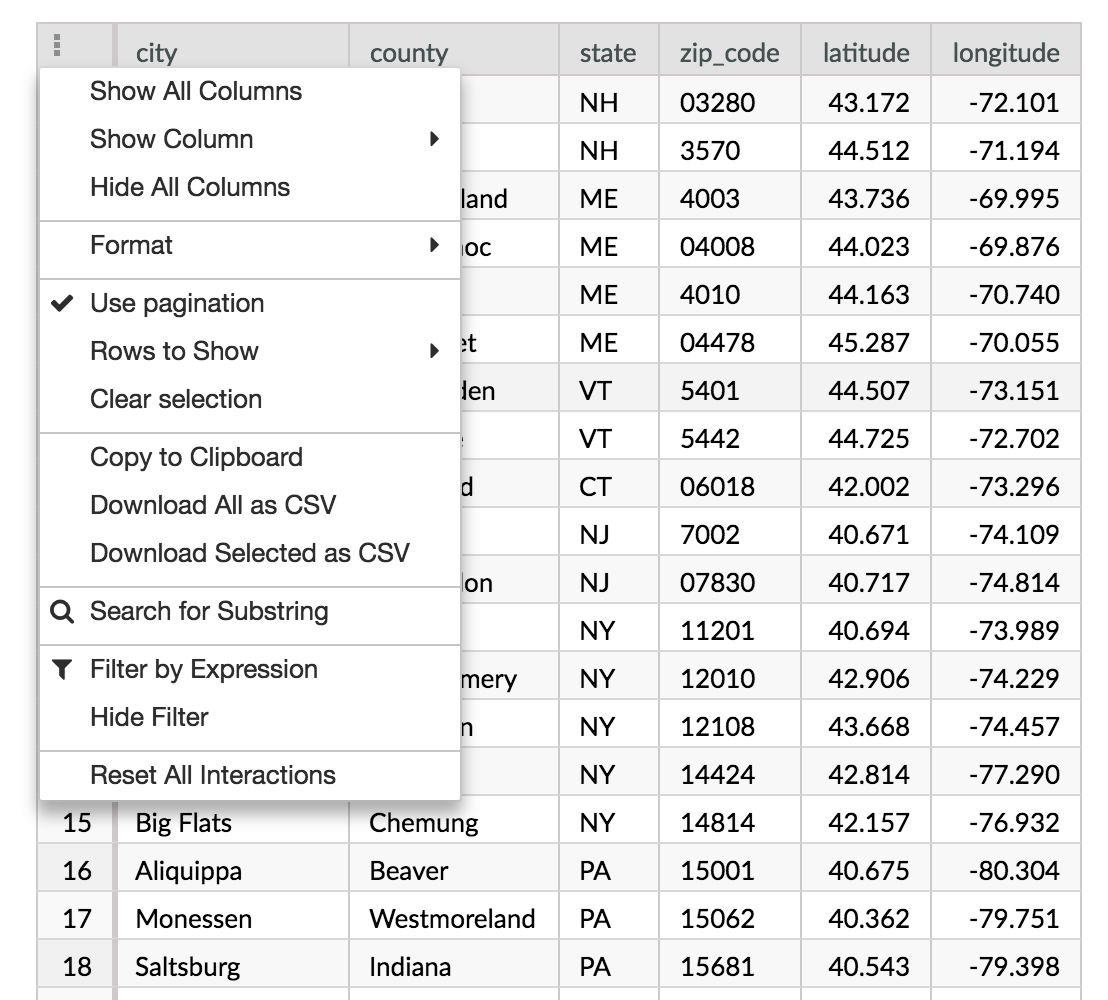 city county state zip_code latitude longitude
Show All Columns NH 03280 43.172 -72.101
Show Column NH 3570 44.512 -71.194
Hide All Columns land ME 4003 43.736 -69.995
Format oc ME 04008 44.023 -69.876
Use pagination ME 4010 44.163 -70.740
Rows to Show et ME 04478 45.287 -70.055
Clear selection den VT 5401 44.507 -73.151
VT 5442 44.725 -72.702
Copy to Clipboard d CT 06018 42.002 -73.296
Download All as CSV NJ 7002 40.671 -74.109
Download Selected as CSV on NJ 07830 40.717 -74.814
Search for Substring NY 11201 40.694 -73.989
Filter by Expression mery NY 12010 42.906 -74.229
Hide Filter n NY 12108 43.668 -74.457
Reset All Interactions NY 14424 42.814 -77.290
15 Big Flats Chemung NY 14814 42.157 -76.932
16 Aliquippa Beaver PA 15001 40.675 -80.304
17 Monessen Westmoreland PA 15062 40.362 -79.751
18 Saltsburg Indiana PA 15681 40.543 -79.398